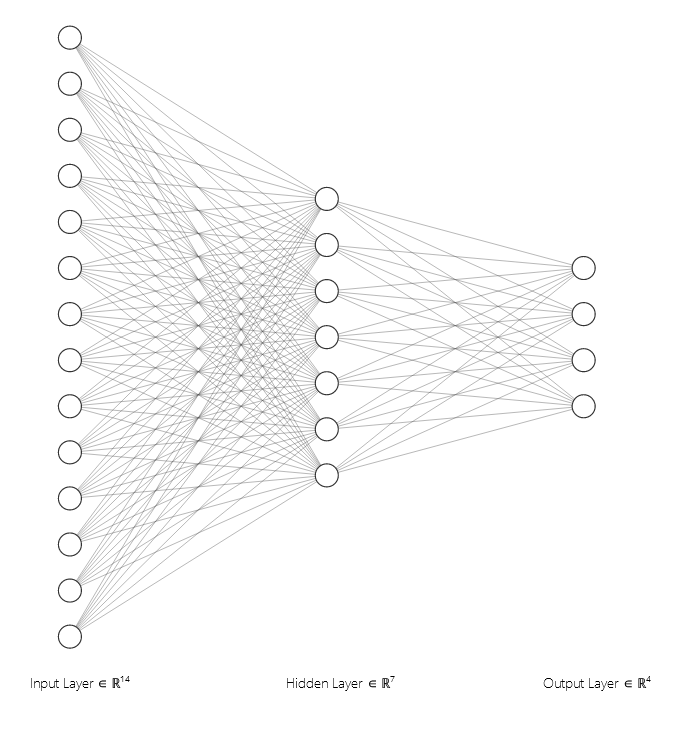 Input Layer ∈ ℝ¹⁴
Hidden Layer ∈ ℝ⁷
Output Layer ∈ ℝ⁴